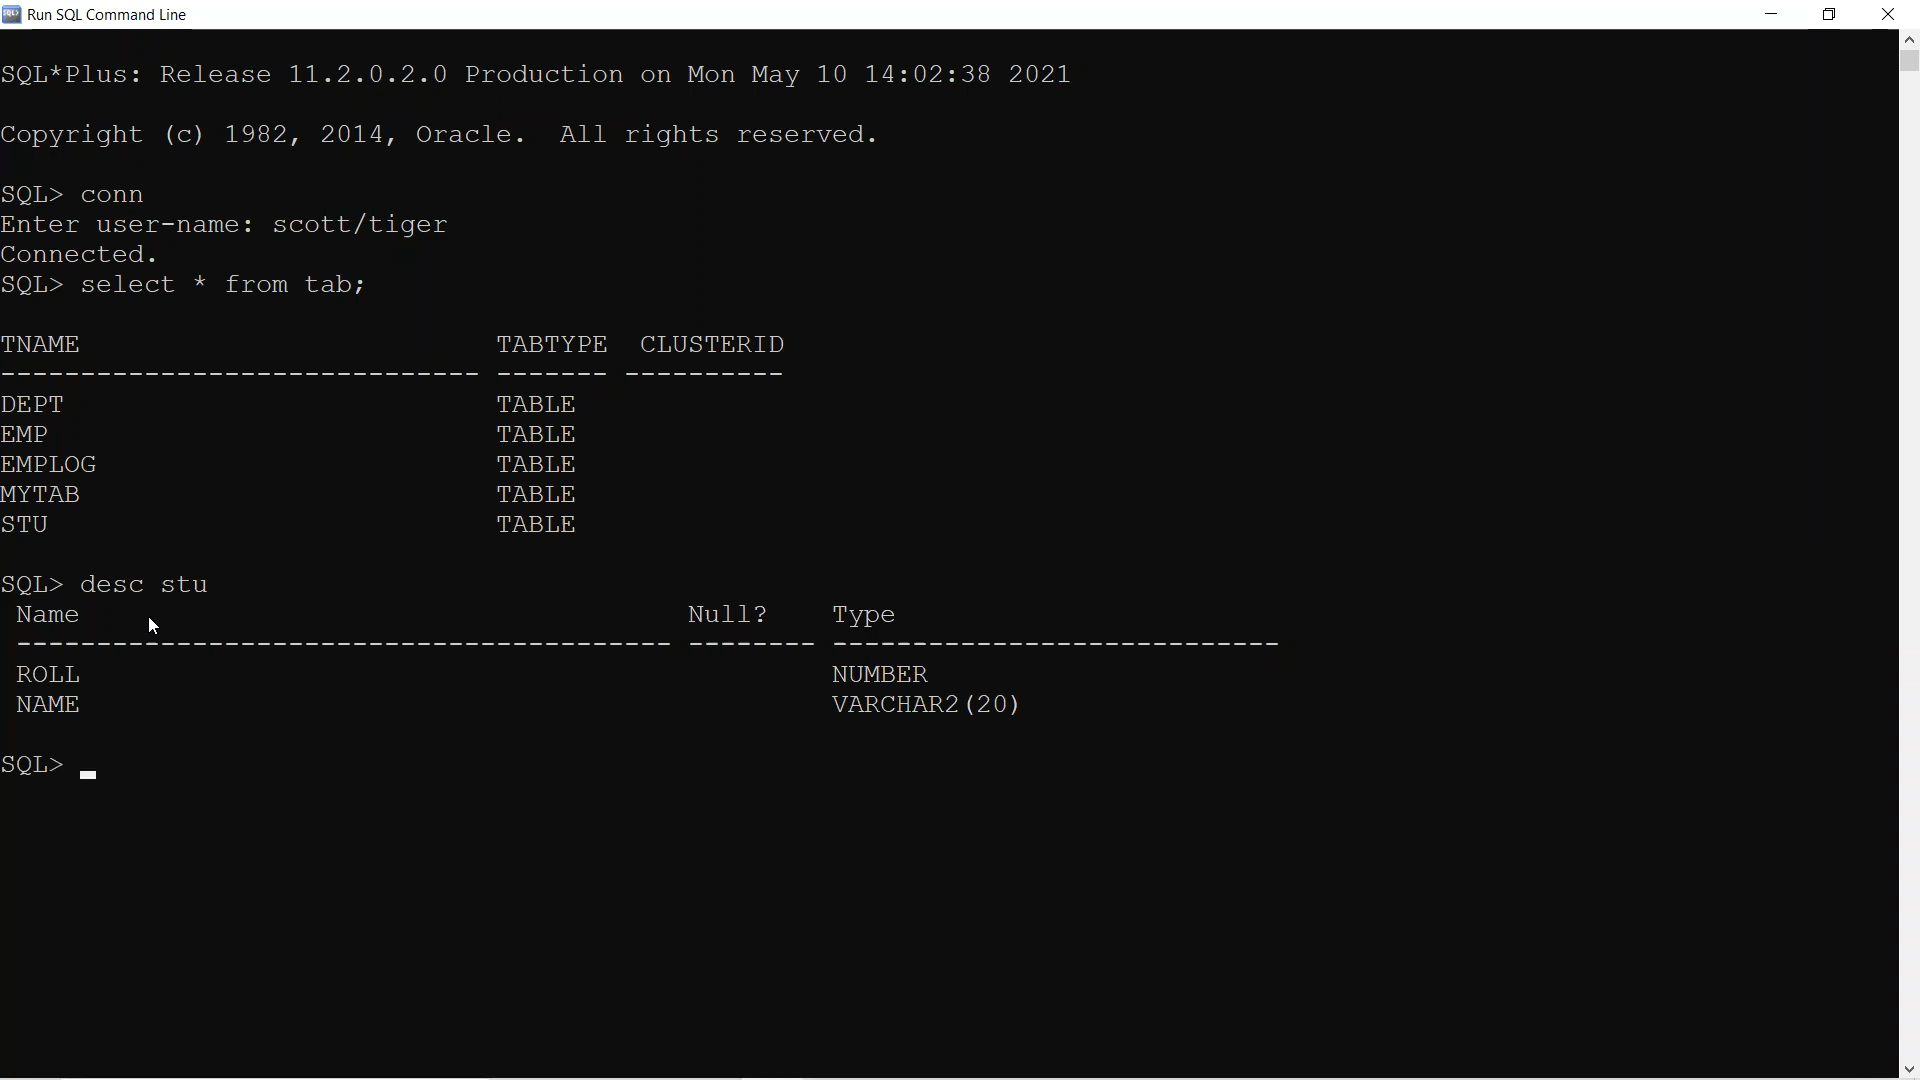 Run SQL Command Line
SQL*Plus: Release 11.2.0.2.0 Production on Mon May 10 14:02:38 2021
Copyright (c) 1982, 2014, Oracle.  All rights reserved.
SQL> conn
Enter user-name: scott/tiger
Connected.
SQL> select * from tab;
TNAME                          TABTYPE  CLUSTERID
------------------------------ ------- ----------
DEPT                           TABLE
EMP                            TABLE
EMPLOG                         TABLE
MYTAB                          TABLE
STU                            TABLE
SQL> desc stu
 Name                                      Null?    Type
 ----------------------------------------- -------- ----------------------------
 ROLL                                               NUMBER
 NAME                                               VARCHAR2(20)
SQL>